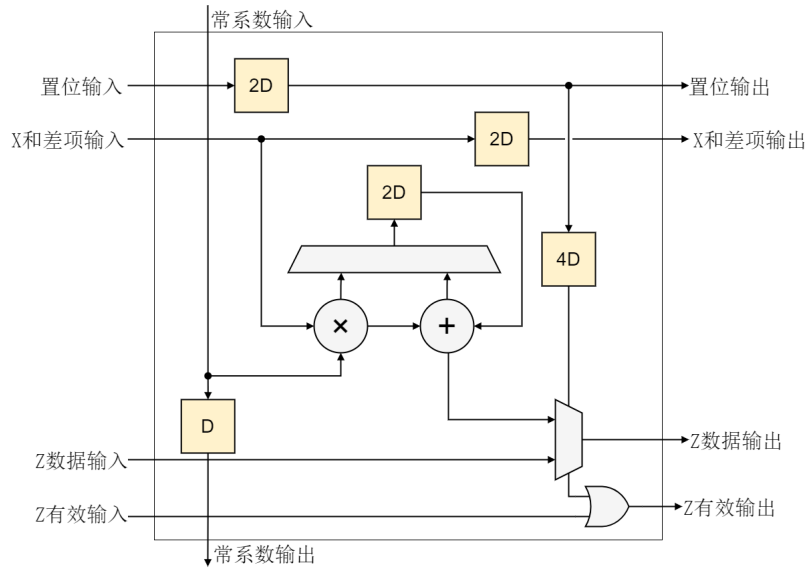 常系数输入
置位输入
2D
置位输出
X和差项输入
2D
X和差项输出
2D
4D
×
+
D
Z数据输入
Z数据输出
Z有效输入
Z有效输出
常系数输出